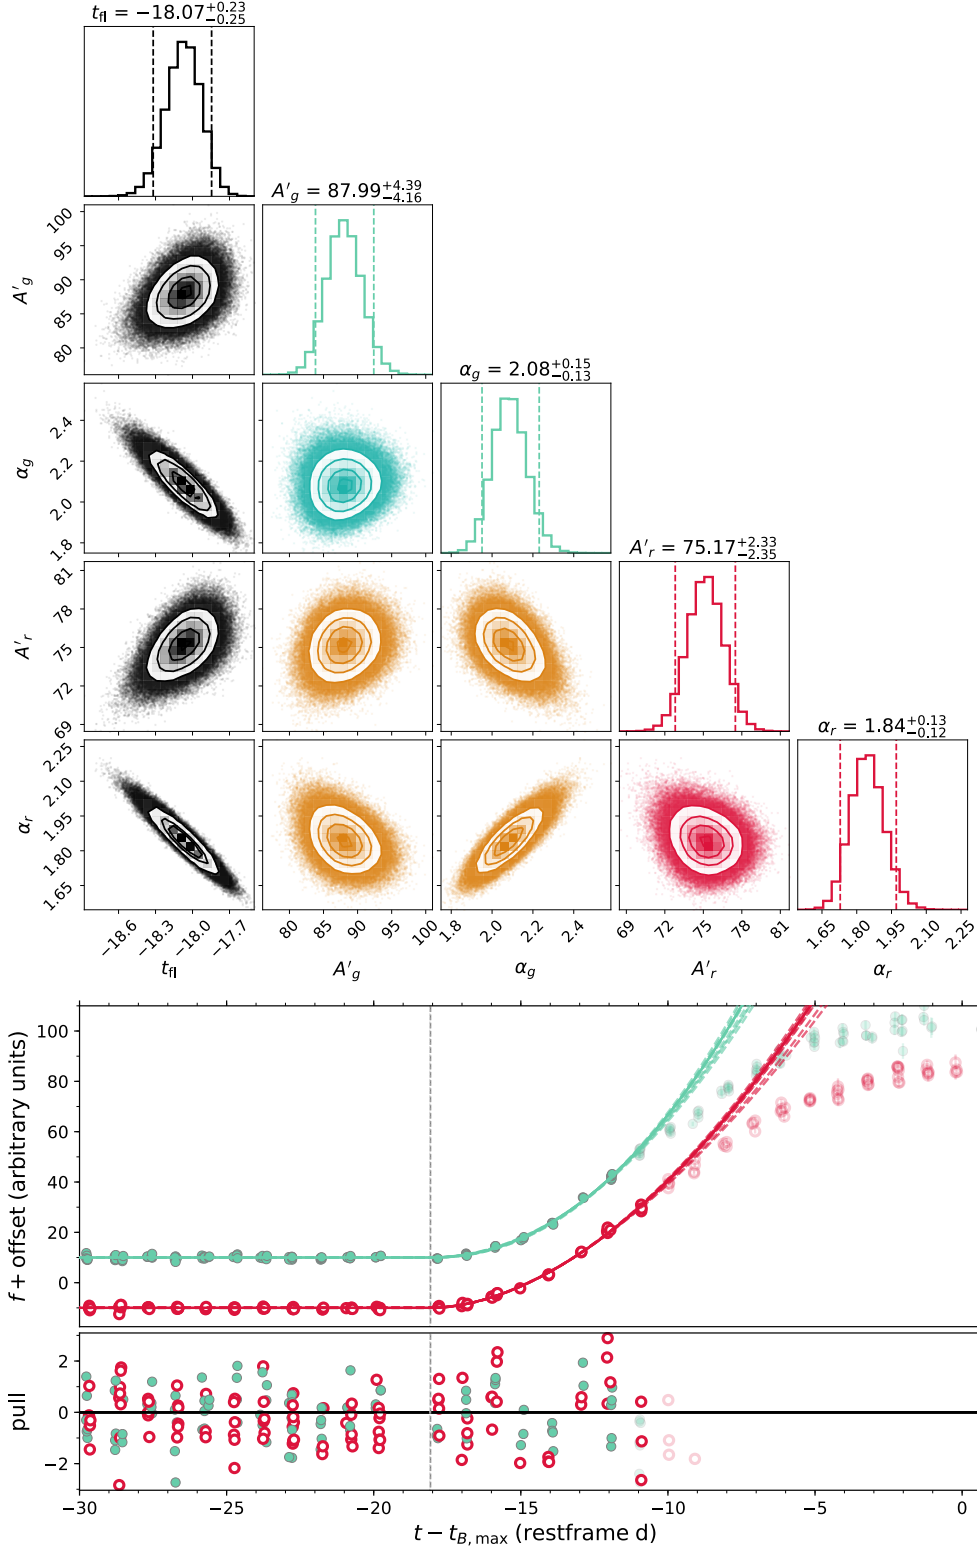 t_fl = −18.07 +0.23 −0.25
A′_g = 87.99 +4.39 −4.16
100
95
90
85
80
A′_g
α_g = 2.08 +0.15 −0.13
2.4
2.2
2.0
1.8
α_g
A′_r = 75.17 +2.33 −2.35
81
78
75
72
69
A′_r
α_r = 1.84 +0.13 −0.12
2.25
2.10
1.95
1.80
1.65
α_r
−18.6 −18.3 −18.0 −17.7 80 90 100 1.8 2.0 2.2 2.4 69 72 75 78 81 1.65 1.80 1.95 2.10 2.25
t_fl A′_g α_g A′_r α_r
100
80
60
40
20
0
f + offset (arbitrary units)
2
0
−2
pull
−30 −25 −20 −15 −10 −5 0
t − t_B, max (restframe d)